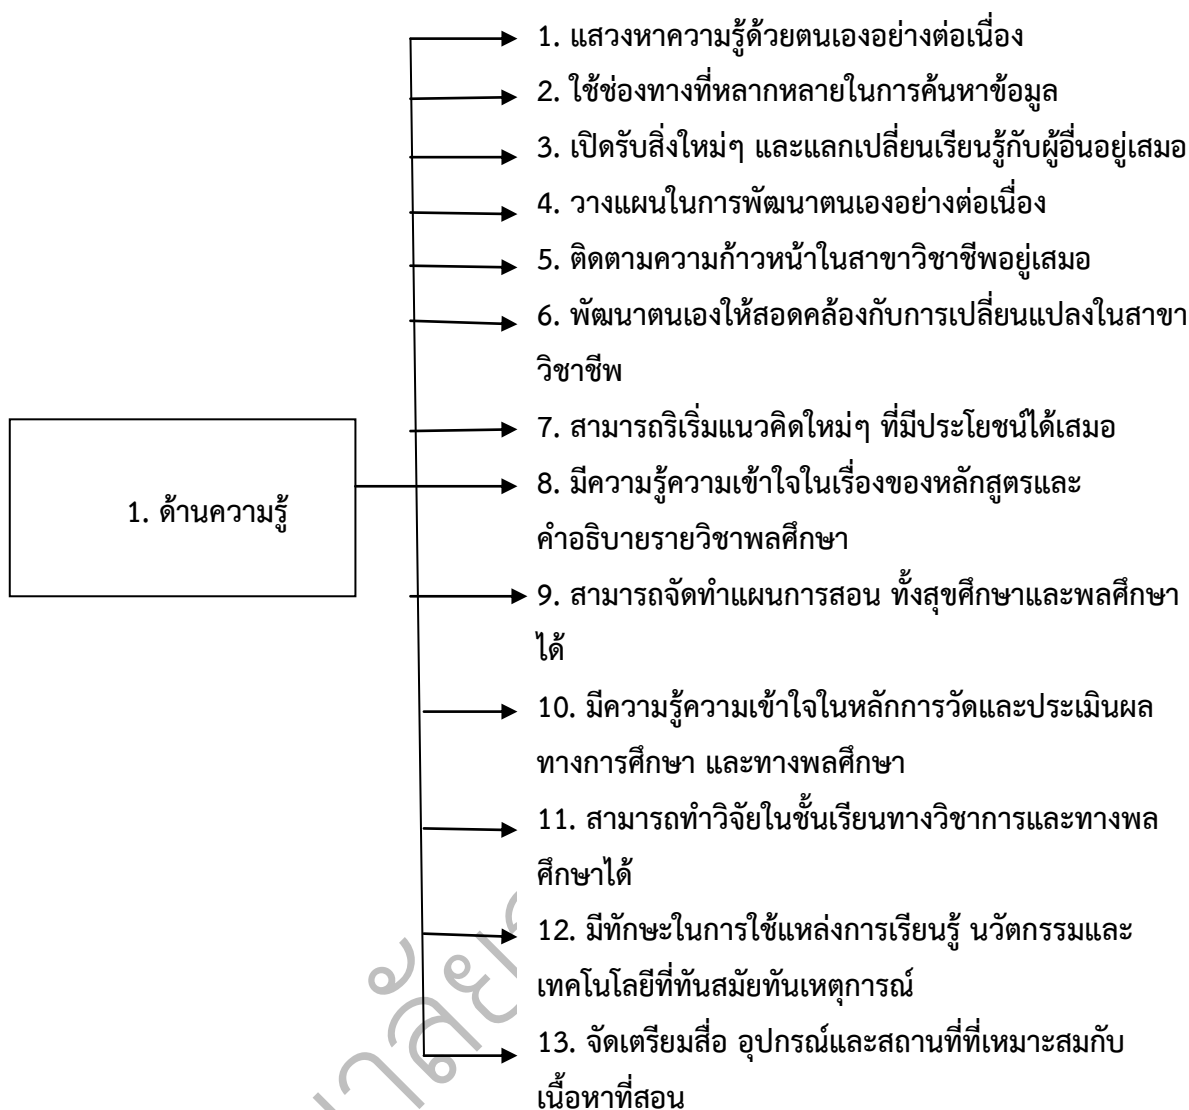 1. แสวงหาความรู้ด้วยตนเองอย่างต่อเนื่อง
2. ใช้ช่องทางที่หลากหลายในการค้นหาข้อมูล
3. เปิดรับสิ่งใหม่ๆ และแลกเปลี่ยนเรียนรู้กับผู้อื่นอยู่เสมอ
4. วางแผนในการพัฒนาตนเองอย่างต่อเนื่อง
5. ติดตามความก้าวหน้าในสาขาวิชาชีพอยู่เสมอ
6. พัฒนาตนเองให้สอดคล้องกับการเปลี่ยนแปลงในสาขา
วิชาชีพ
7. สามารถริเริ่มแนวคิดใหม่ๆ ที่มีประโยชน์ได้เสมอ
8. มีความรู้ความเข้าใจในเรื่องของหลักสูตรและ
คำอธิบายรายวิชาพลศึกษา
1. ด้านความรู้
9. สามารถจัดทำแผนการสอน ทั้งสุขศึกษาและพลศึกษา
ได้
10. มีความรู้ความเข้าใจในหลักการวัดและประเมินผล
ทางการศึกษา และทางพลศึกษา
11. สามารถทำวิจัยในชั้นเรียนทางวิชาการและทางพล
ศึกษาได้
12. มีทักษะในการใช้แหล่งการเรียนรู้ นวัตกรรมและ
เทคโนโลยีที่ทันสมัยทันเหตุการณ์
13. จัดเตรียมสื่อ อุปกรณ์และสถานที่ที่เหมาะสมกับ
เนื้อหาที่สอน